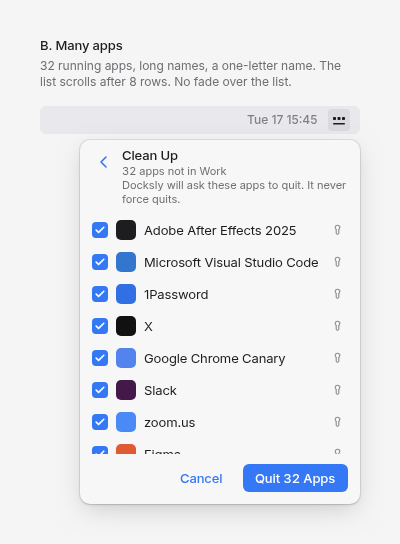 B. Many apps
32 running apps, long names, a one-letter name. The
list scrolls after 8 rows. No fade over the list.
Tue 17 15:45
Clean Up
32 apps not in Work
Docksly will ask these apps to quit. It never
force quits.
Adobe After Effects 2025
Microsoft Visual Studio Code
1Password
X
Google Chrome Canary
Slack
zoom.us
Figma
Cancel
Quit 32 Apps